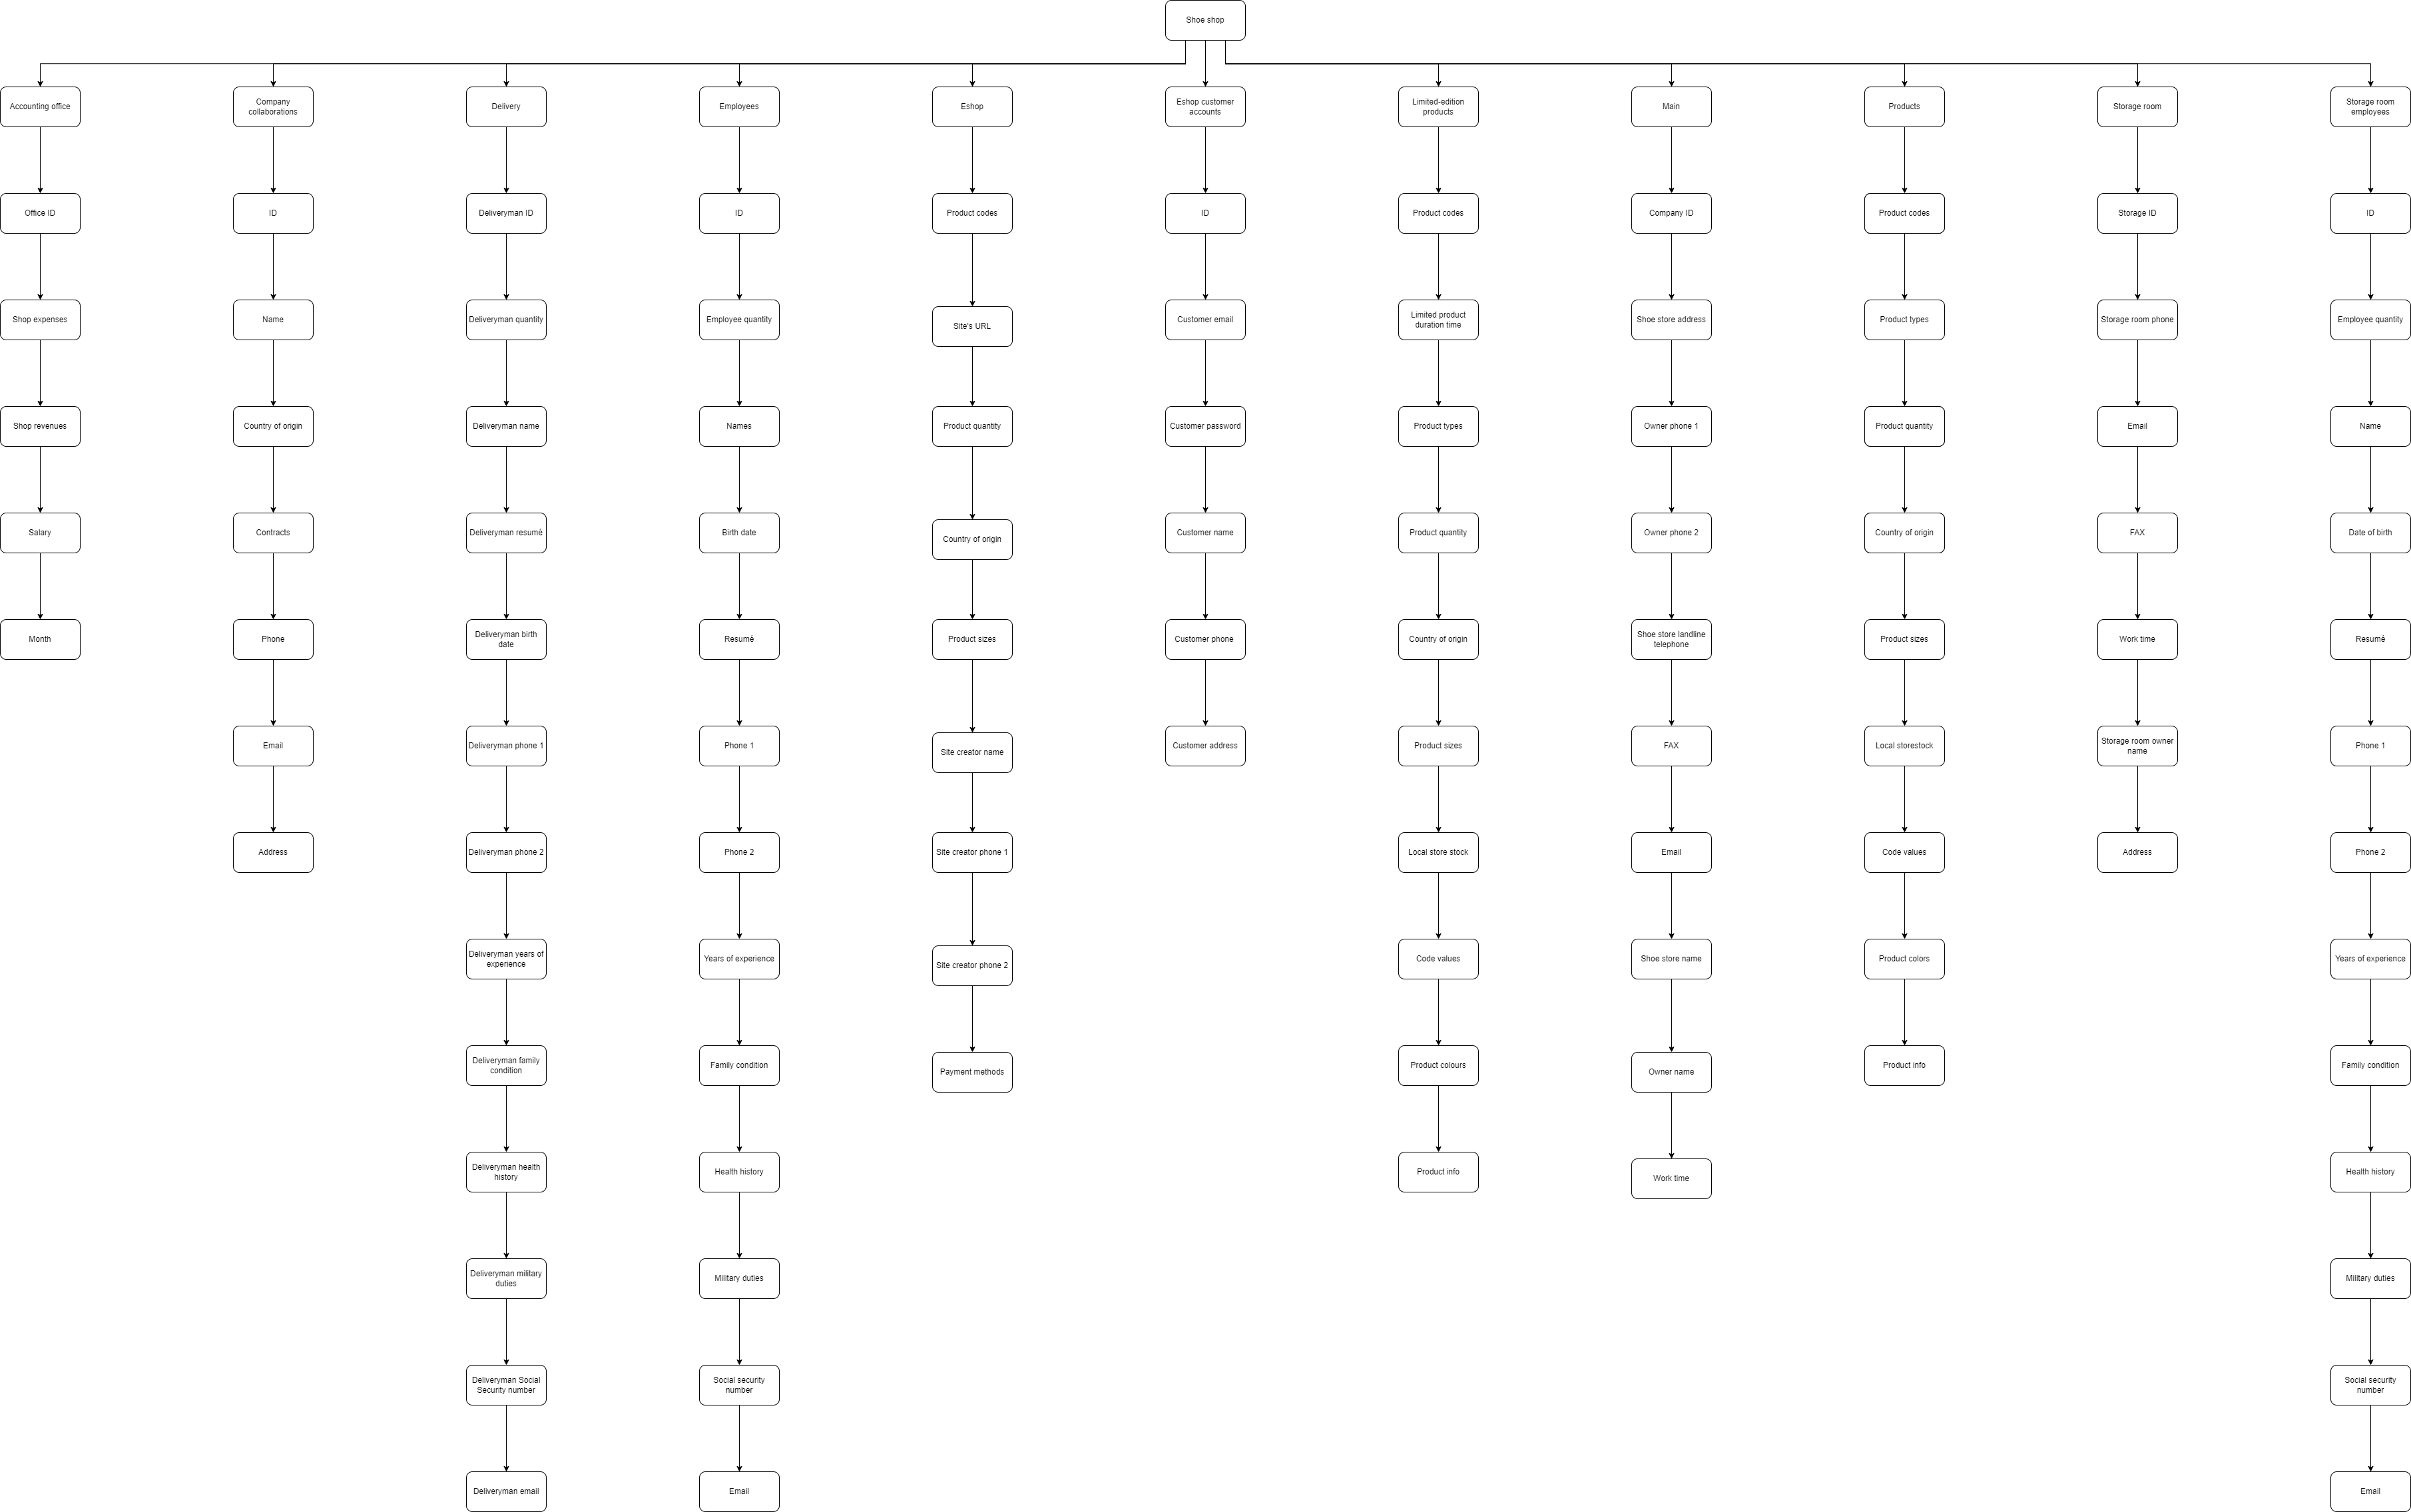 Shoe shop
Accounting office
Company
collaborations
Delivery
Employees
Eshop
Eshop customer
accounts
Limited-edition
products
Main
Products
Storage room
Storage room
employees
Office ID
ID
Deliveryman ID
ID
Product codes
ID
Product codes
Company ID
Product codes
Storage ID
ID
Shop expenses
Name
Deliveryman quantity
Employee quantity
Site's URL
Customer email
Limited product
duration time
Shoe store address
Product types
Storage room phone
Employee quantity
Shop revenues
Country of origin
Deliveryman name
Names
Product quantity
Customer password
Product types
Owner phone 1
Product quantity
Email
Name
Salary
Contracts
Deliveryman resumè
Birth date
Country of origin
Customer name
Product quantity
Owner phone 2
Country of origin
FAX
Date of birth
Month
Phone
Deliveryman birth
date
Resumè
Product sizes
Customer phone
Country of origin
Shoe store landline
telephone
Product sizes
Work time
Resumè
Email
Deliveryman phone 1
Phone 1
Site creator name
Customer address
Product sizes
FAX
Local storestock
Storage room owner
name
Phone 1
Address
Deliveryman phone 2
Phone 2
Site creator phone 1
Local store stock
Email
Code values
Address
Phone 2
Deliveryman years of
experience
Years of experience
Site creator phone 2
Code values
Shoe store name
Product colors
Years of experience
Deliveryman family
condition
Family condition
Payment methods
Product colours
Owner name
Product info
Family condition
Deliveryman health
history
Health history
Product info
Work time
Health history
Deliveryman military
duties
Military duties
Military duties
Deliveryman Social
Security number
Social security
number
Social security
number
Deliveryman email
Email
Email